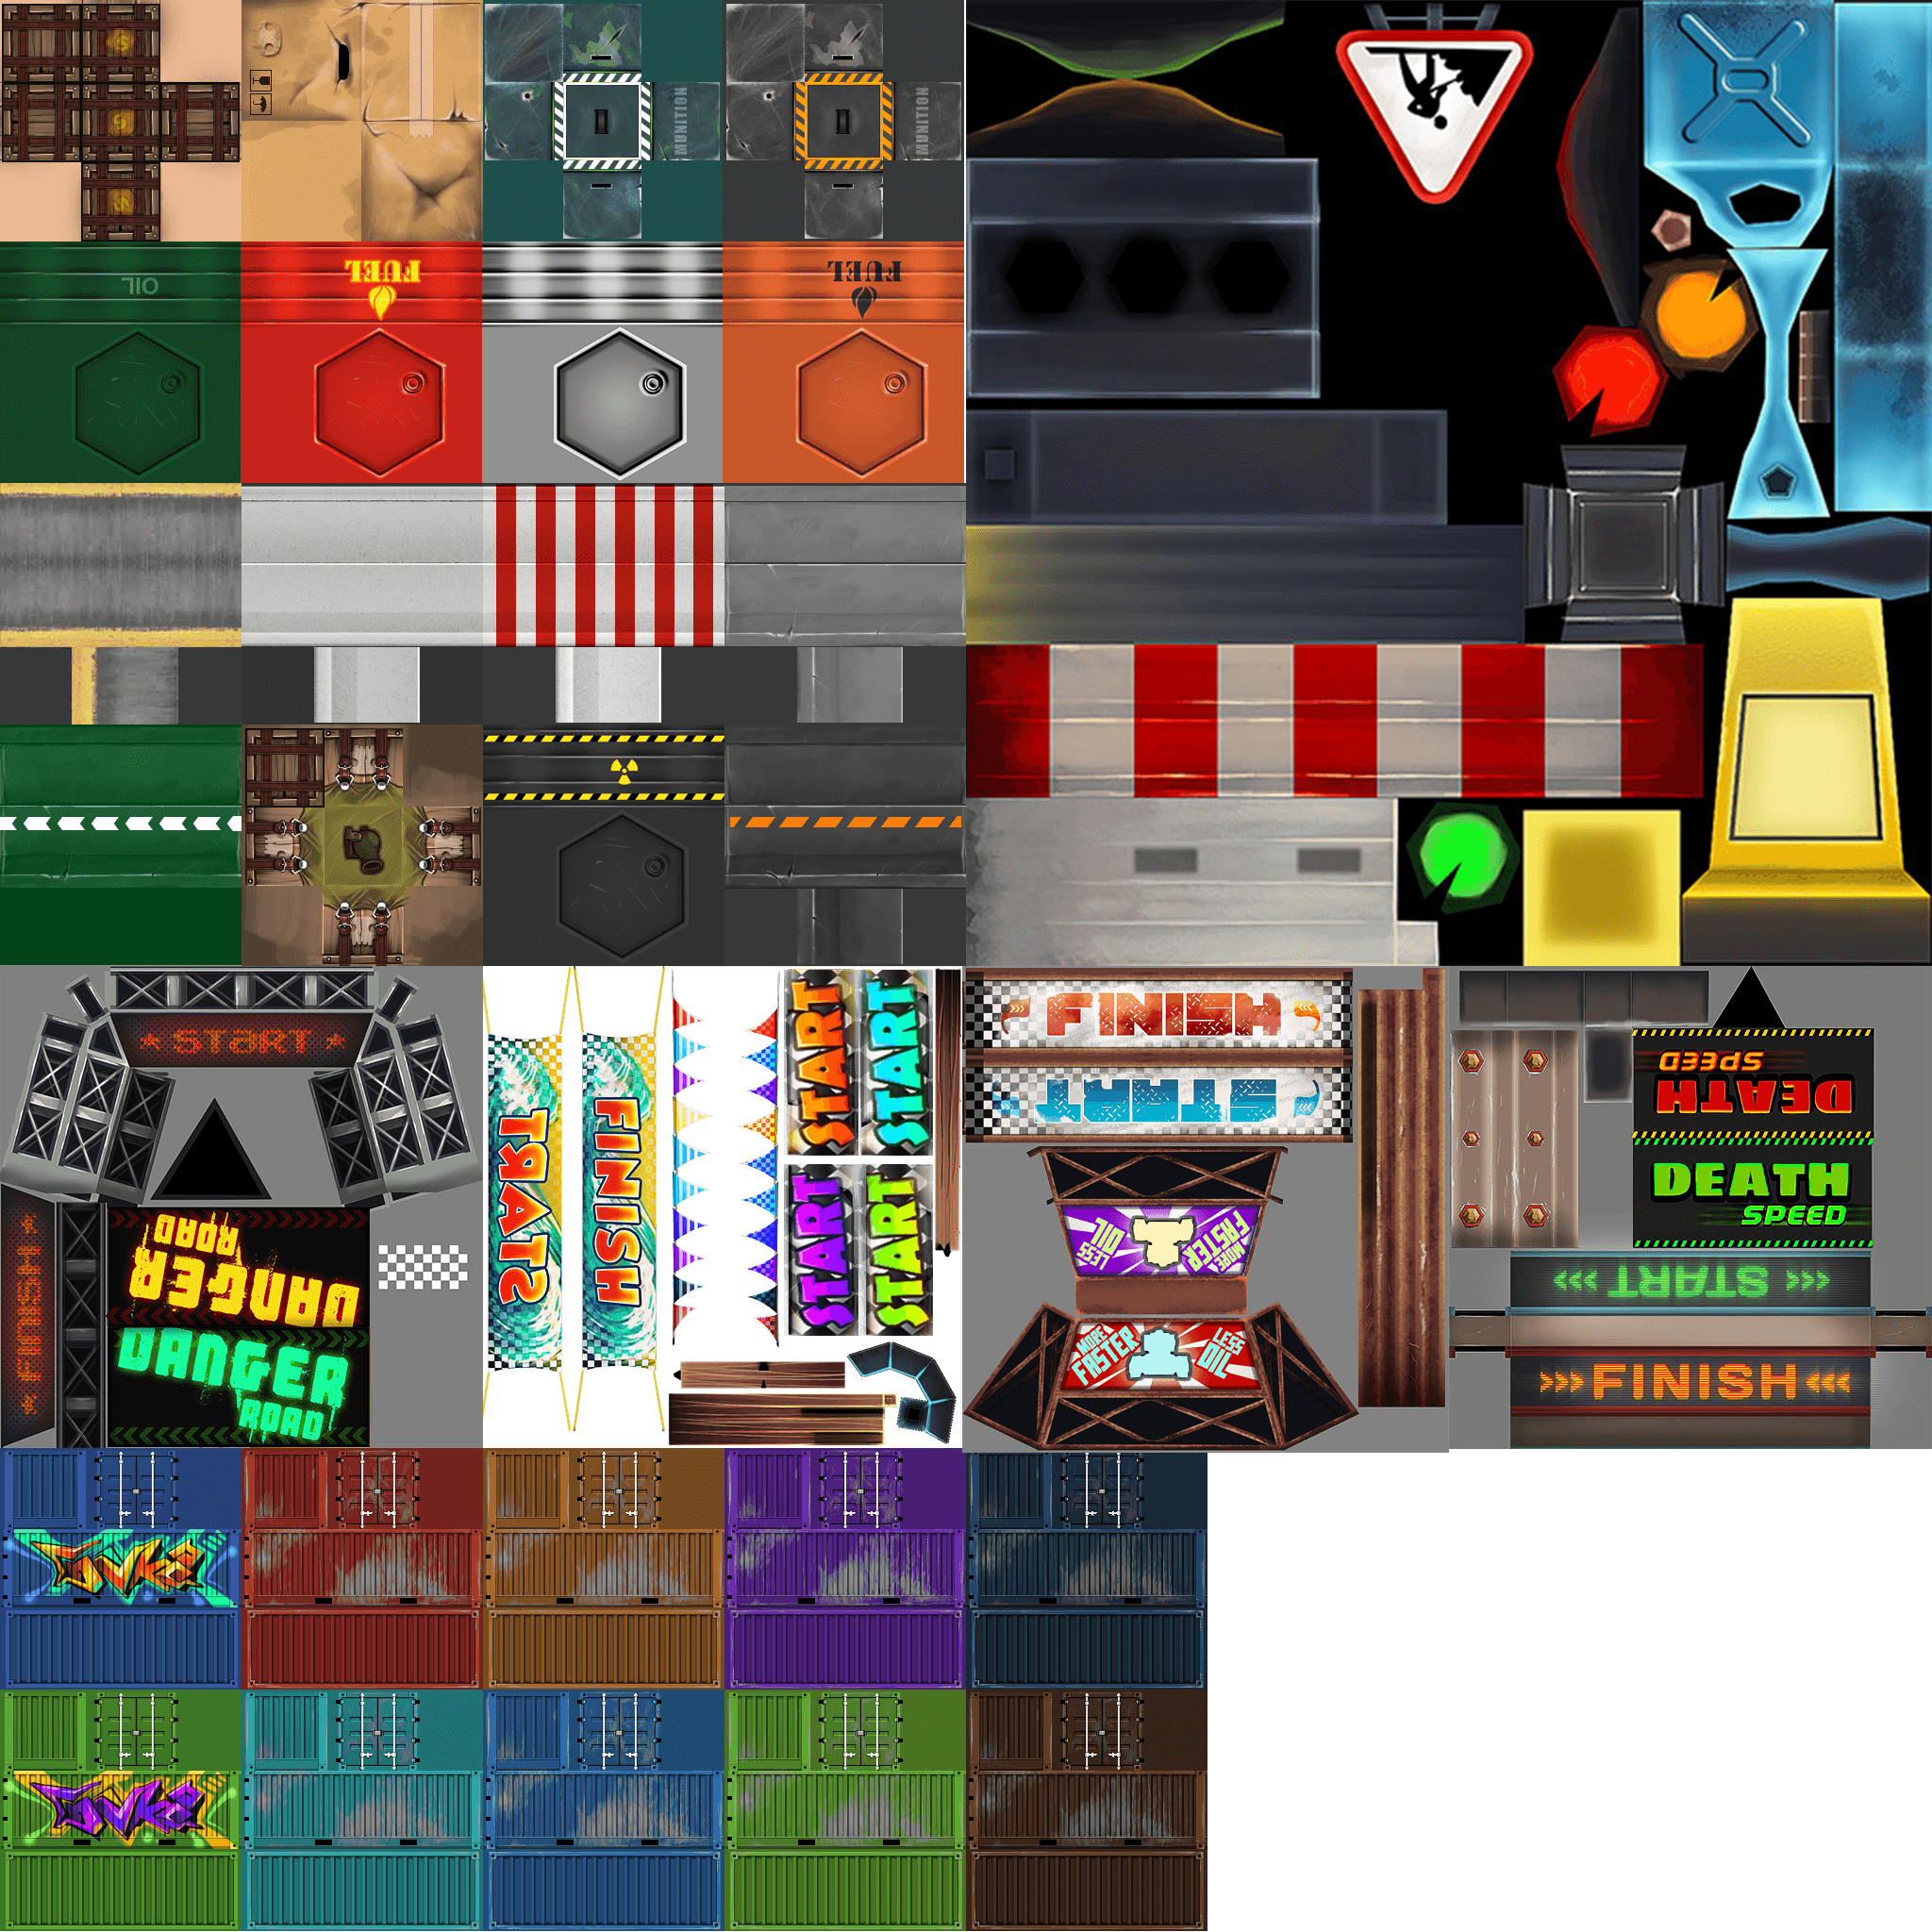 MUNITION
MUNITION
OIL
FUEL
FUEL
START
START
FINISH
START
START
START
START
FINISH
START
DEATH
SPEED
DEATH
SPEED
LESS
OIL
MORE
FASTER
MORE
FASTER
LESS
OIL
FINISH
DANGER
ROAD
DANGER
ROAD
START
FINISH